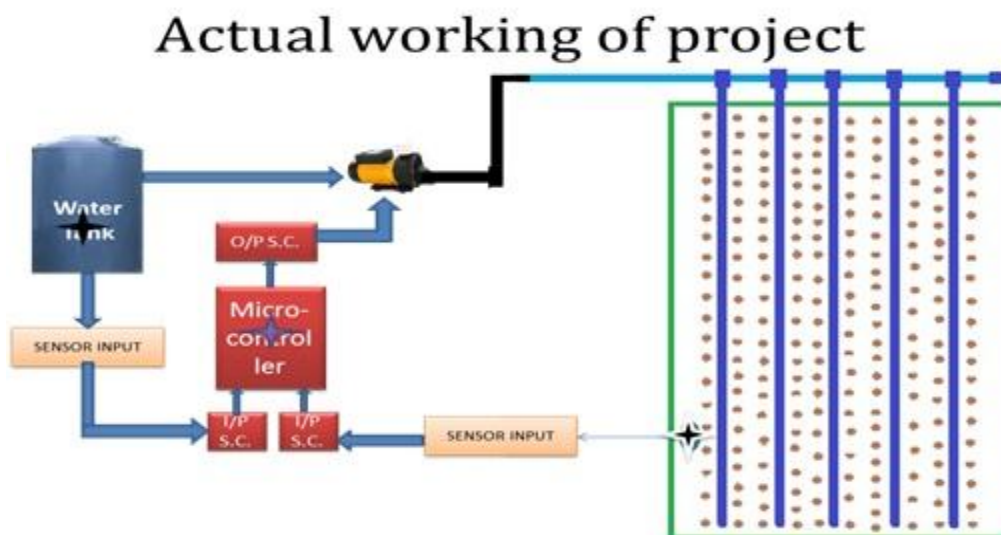 Actual working of project
Water
Tank
O/P S.C.
Micro-
control
ler
SENSOR INPUT
I/P
S.C.
I/P
S.C.
SENSOR INPUT